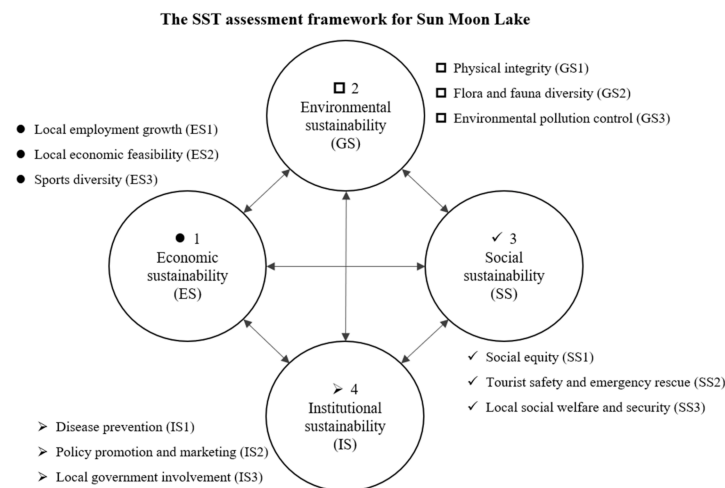 The SST assessment framework for Sun Moon Lake
2
Environmental
sustainability
(GS)
Physical integrity (GS1)
Flora and fauna diversity (GS2)
Environmental pollution control (GS3)
Local employment growth (ES1)
Local economic feasibility (ES2)
Sports diversity (ES3)
1
Economic
sustainability
(ES)
3
Social
sustainability
(SS)
Social equity (SS1)
Tourist safety and emergency rescue (SS2)
Local social welfare and security (SS3)
4
Institutional
sustainability
(IS)
Disease prevention (IS1)
Policy promotion and marketing (IS2)
Local government involvement (IS3)